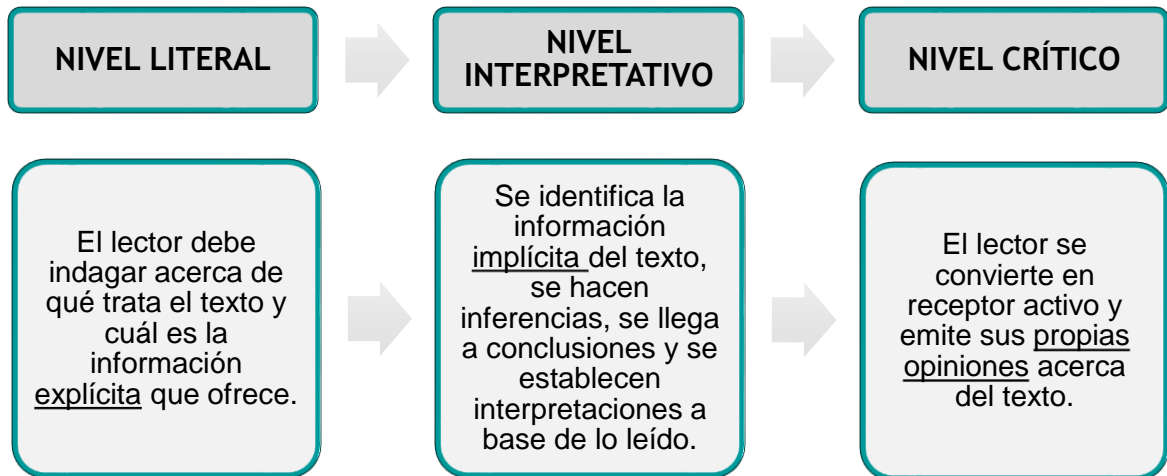 NIVEL LITERAL
NIVEL
INTERPRETATIVO
NIVEL CRÍTICO
El lector debe
indagar acerca de
qué trata el texto y
cuál es la
información
explícita que ofrece.
Se identifica la
información
implícita del texto,
se hacen
inferencias, se llega
a conclusiones y se
establecen
interpretaciones a
base de lo leído.
El lector se
convierte en
receptor activo y
emite sus propias
opiniones acerca
del texto.